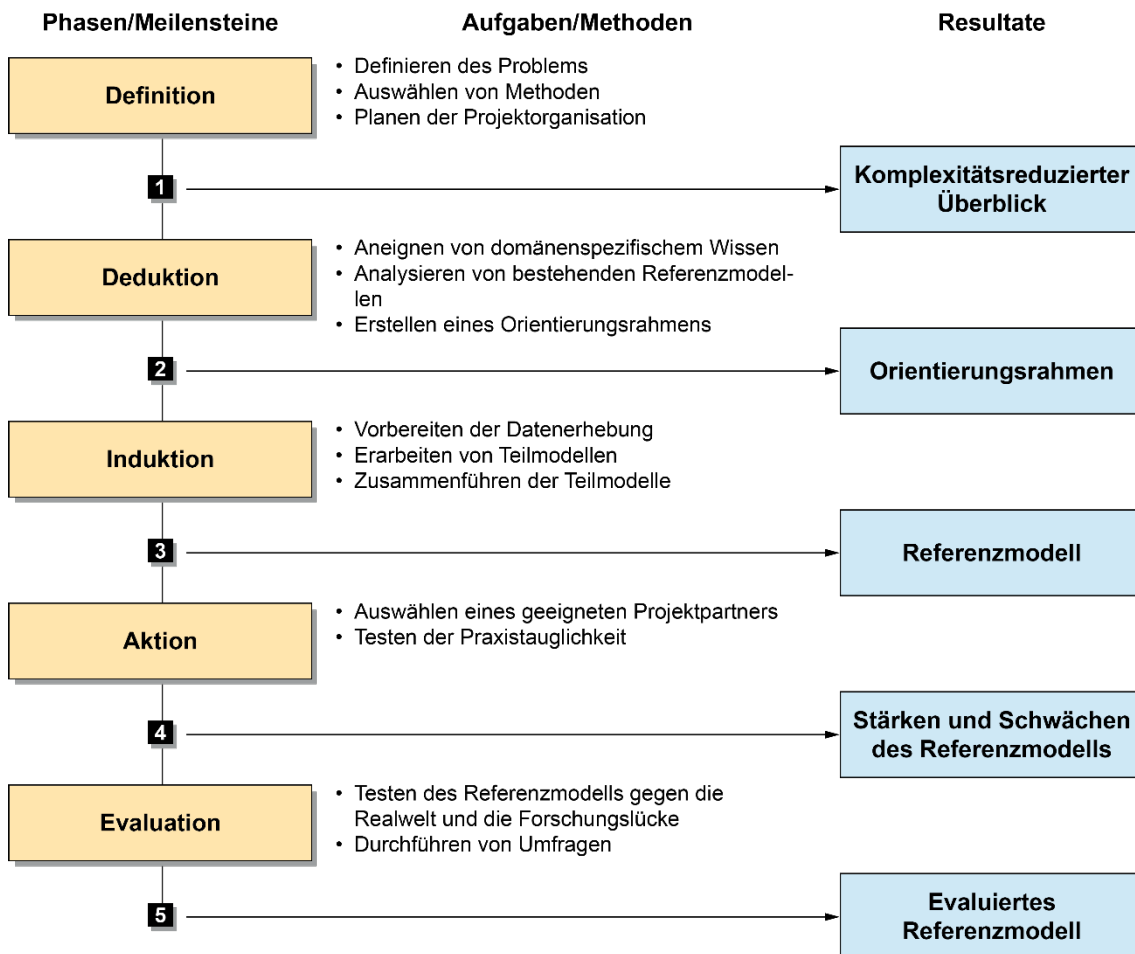 Phasen/Meilensteine
Aufgaben/Methoden
Resultate
Definition
• Definieren des Problems
• Auswählen von Methoden
• Planen der Projektorganisation
1
Komplexitätsreduzierter
Überblick
Deduktion
• Aneignen von domänenspezifischem Wissen
• Analysieren von bestehenden Referenzmodel-
len
• Erstellen eines Orientierungsrahmens
2
Orientierungsrahmen
Induktion
• Vorbereiten der Datenerhebung
• Erarbeiten von Teilmodellen
• Zusammenführen der Teilmodelle
3
Referenzmodell
Aktion
• Auswählen eines geeigneten Projektpartners
• Testen der Praxistauglichkeit
4
Stärken und Schwächen
des Referenzmodells
Evaluation
• Testen des Referenzmodells gegen die
Realwelt und die Forschungslücke
• Durchführen von Umfragen
5
Evaluiertes
Referenzmodell